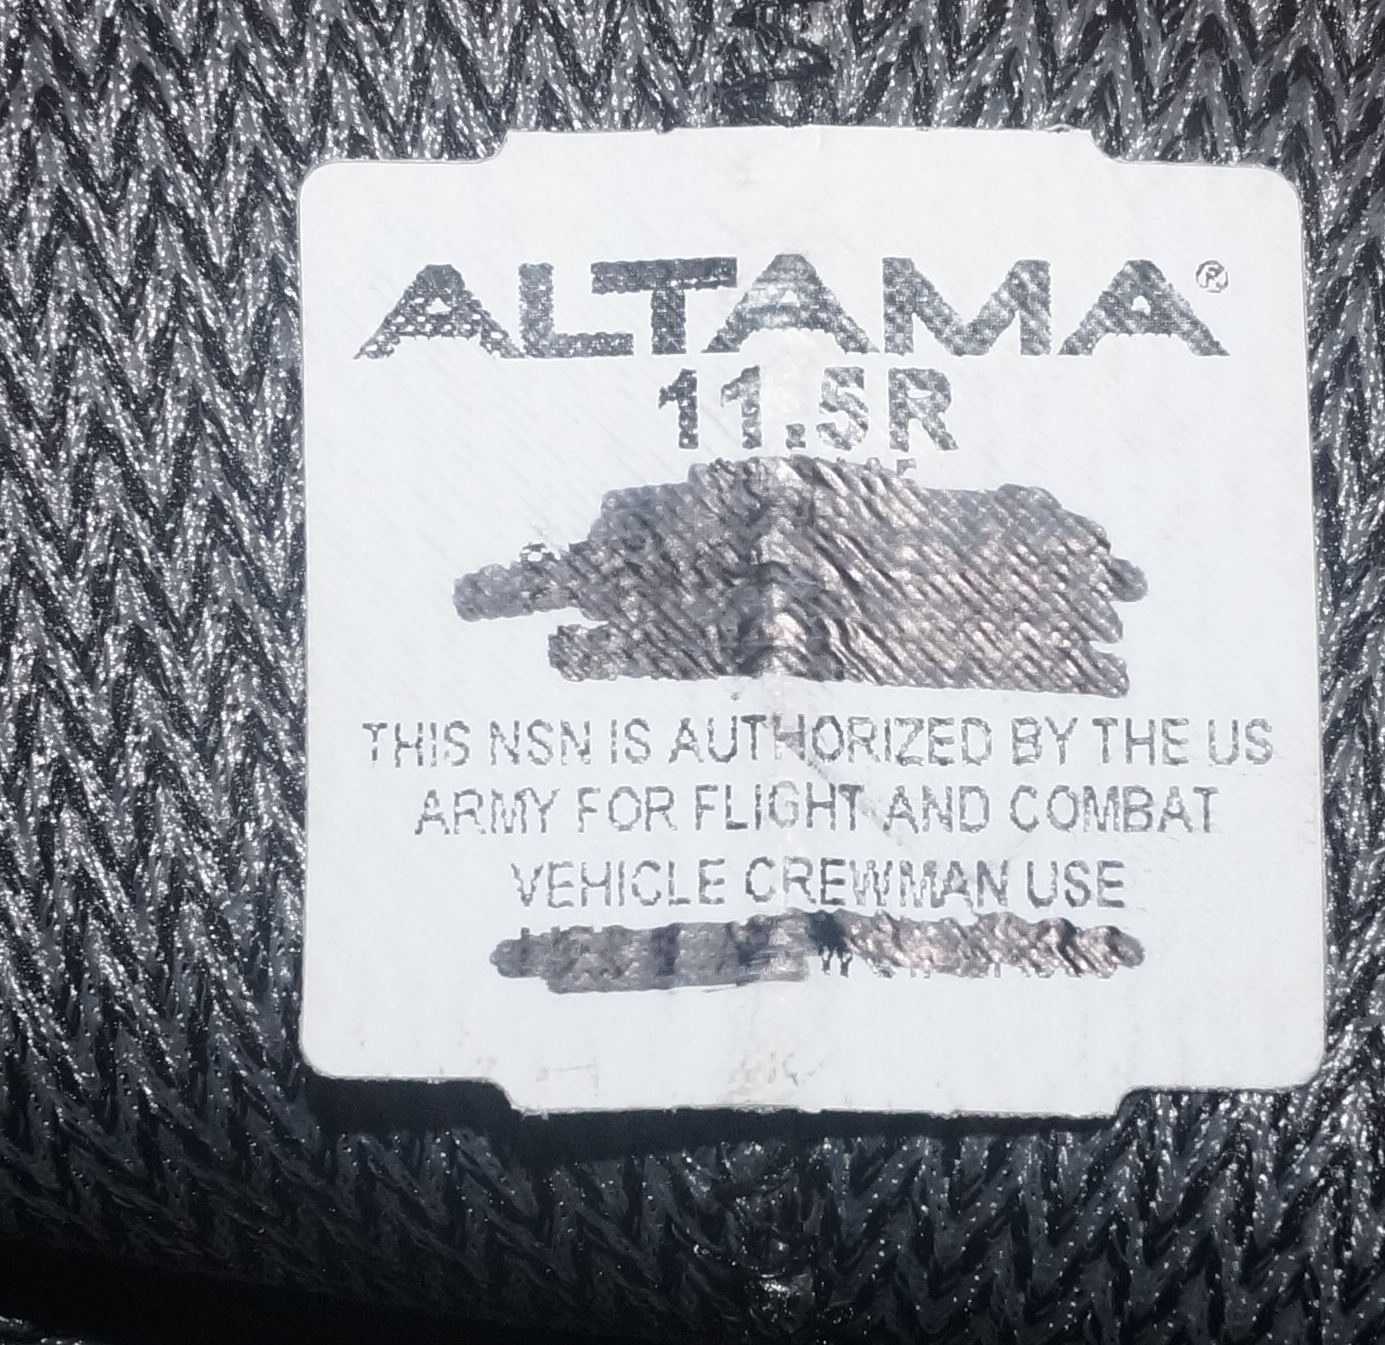 ALTAMA®
11.5R
THIS NSN IS AUTHORIZED BY THE US
ARMY FOR FLIGHT AND COMBAT
VEHICLE CREWMAN USE